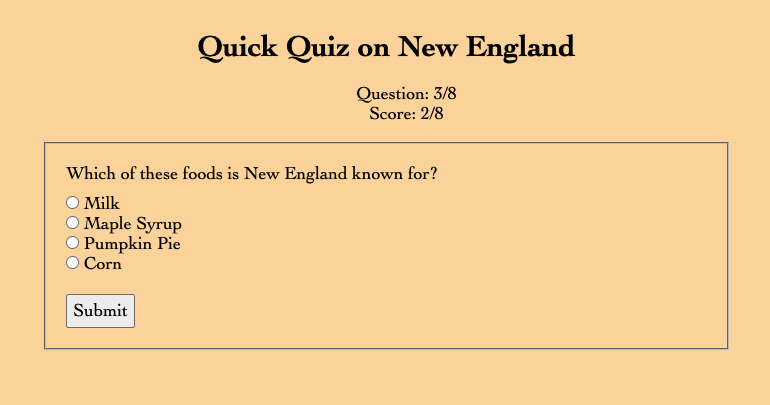 Quick Quiz on New England
Question: 3/8
Score: 2/8
Which of these foods is New England known for?
Milk
Maple Syrup
Pumpkin Pie
Corn
Submit